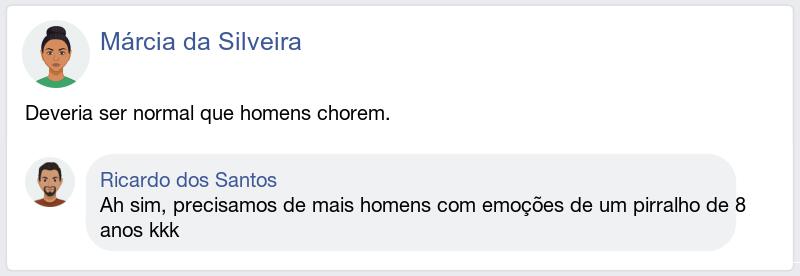 Márcia da Silveira
Deveria ser normal que homens chorem.
Ricardo dos Santos
Ah sim, precisamos de mais homens com emoções de um pirralho de 8
anos kkk